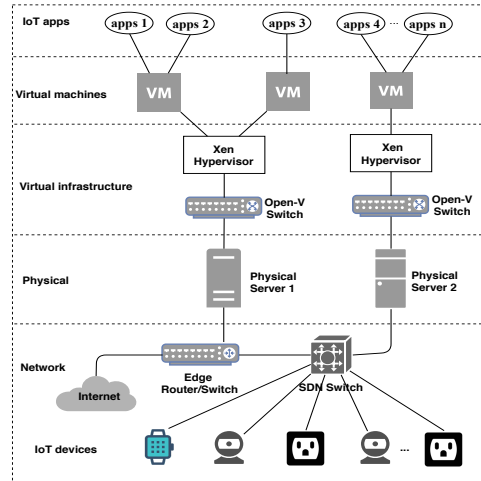 IoT apps
apps 1
apps 2
apps 3
apps 4
...
apps n
Virtual machines
VM
VM
VM
Xen
Hypervisor
Xen
Hypervisor
Virtual infrastructure
Open-V
Switch
Open-V
Switch
Physical
Physical
Server 1
Physical
Server 2
Network
Edge
Router/Switch
SDN Switch
Internet
IoT devices
...